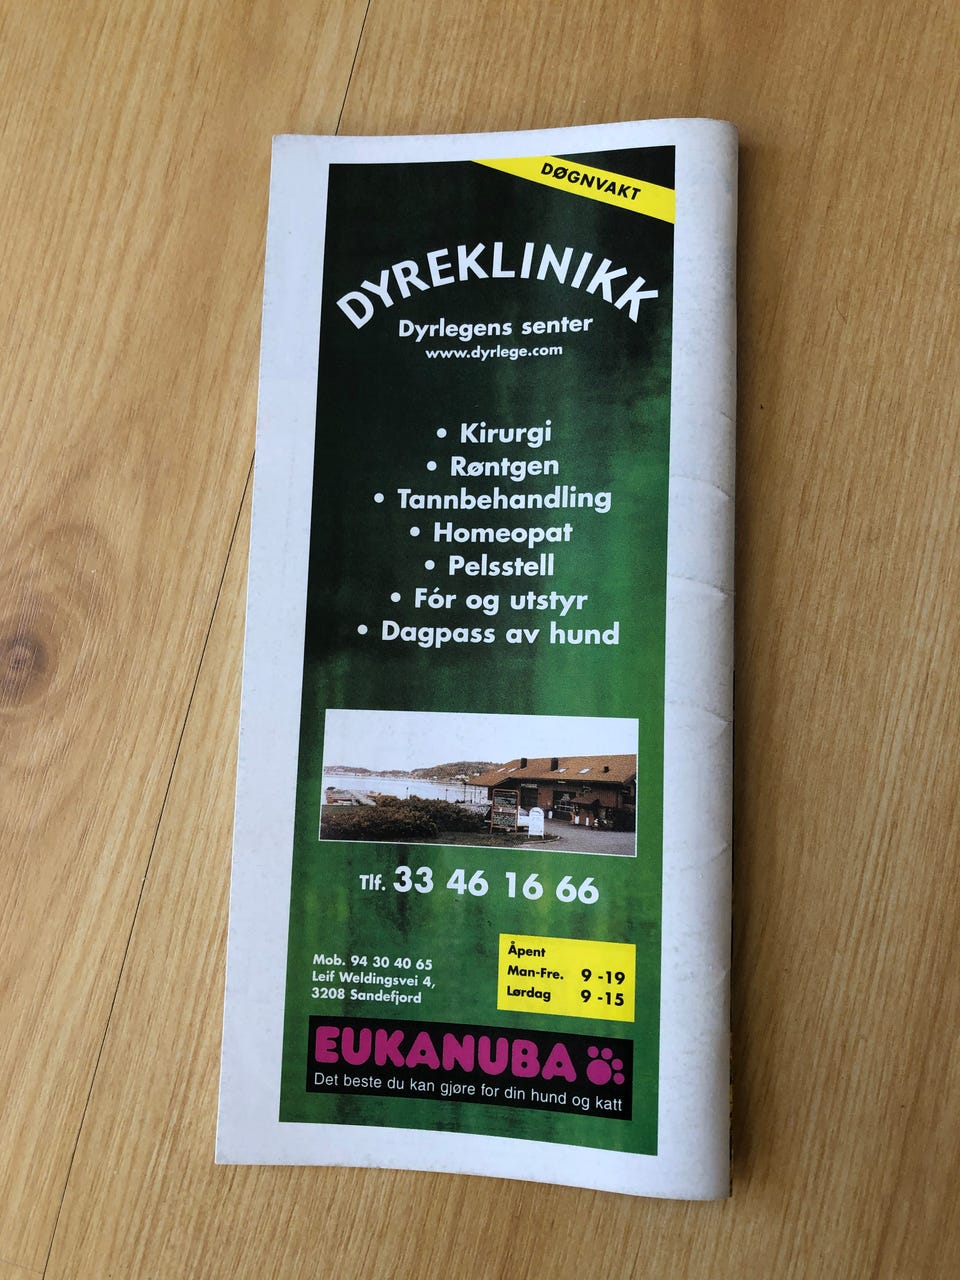 DØGNVAKT
DYREKLINIKK
Dyrlegens senter
www.dyrlege.com
• Kirurgi
• Røntgen
• Tannbehandling
• Homeopat
• Pelsstell
• Fór og utstyr
• Dagpass av hund
Tlf. 33 46 16 66
Mob. 94 30 40 65
Leif Weldingsvei 4,
3208 Sandefjord
Åpent
Man-Fre. 9 -19
Lørdag 9 -15
EUKANUBA
Det beste du kan gjøre for din hund og katt